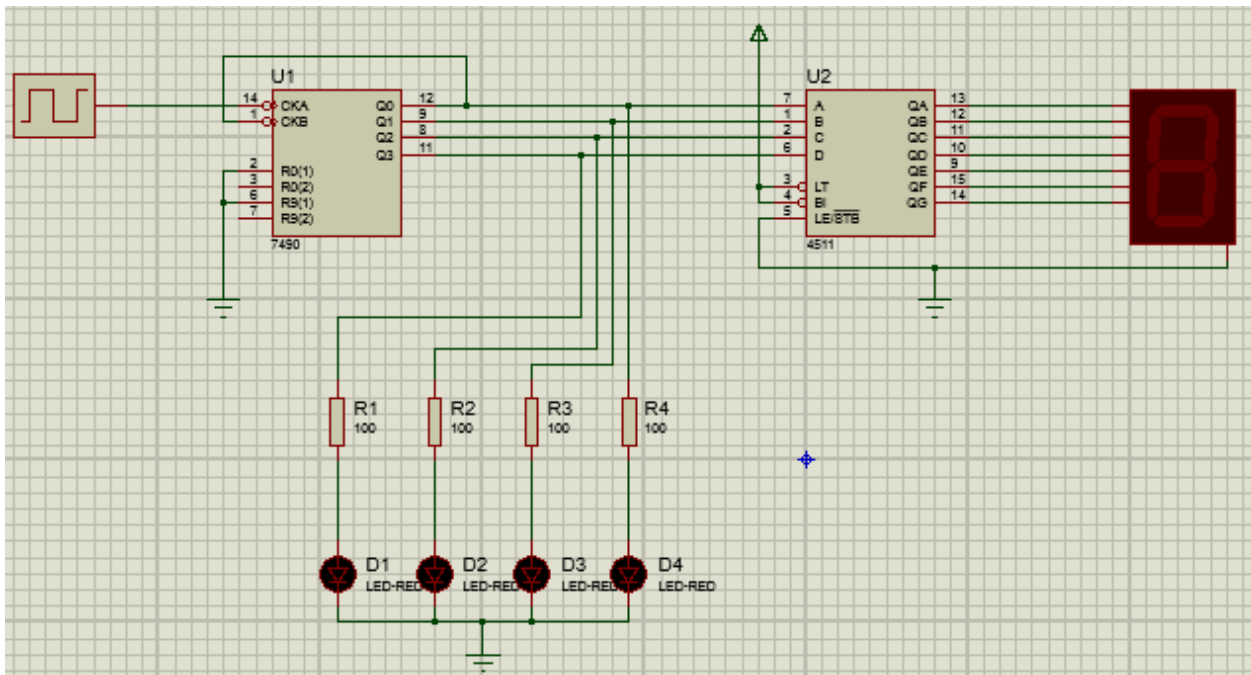 U1
14 CKA Q0 12
1 CKB Q1 9
Q2 8
Q3 11
2 R0(1)
3 R0(2)
6 R9(1)
7 R9(2)
7490
U2
7 A QA 13
1 B QB 12
2 C QC 11
6 D QD 10
QE 9
3 LT QF 15
4 BI QG 14
5 LE/STB
4511
R1
100
R2
100
R3
100
R4
100
D1
LED-RED
D2
LED-RED
D3
LED-RED
D4
LED-RED